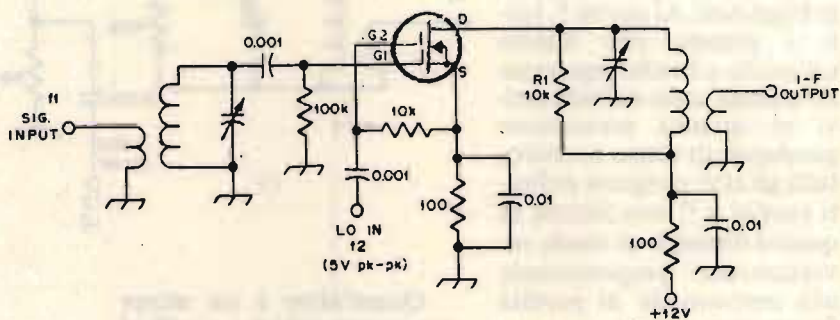 f1
SIG.
INPUT
0.001
100k
G2
G1
D
S
10k
0.001
LO IN
f2
(5V pk-pk)
100
0.01
R1
10k
I-F
OUTPUT
100
0.01
+12V